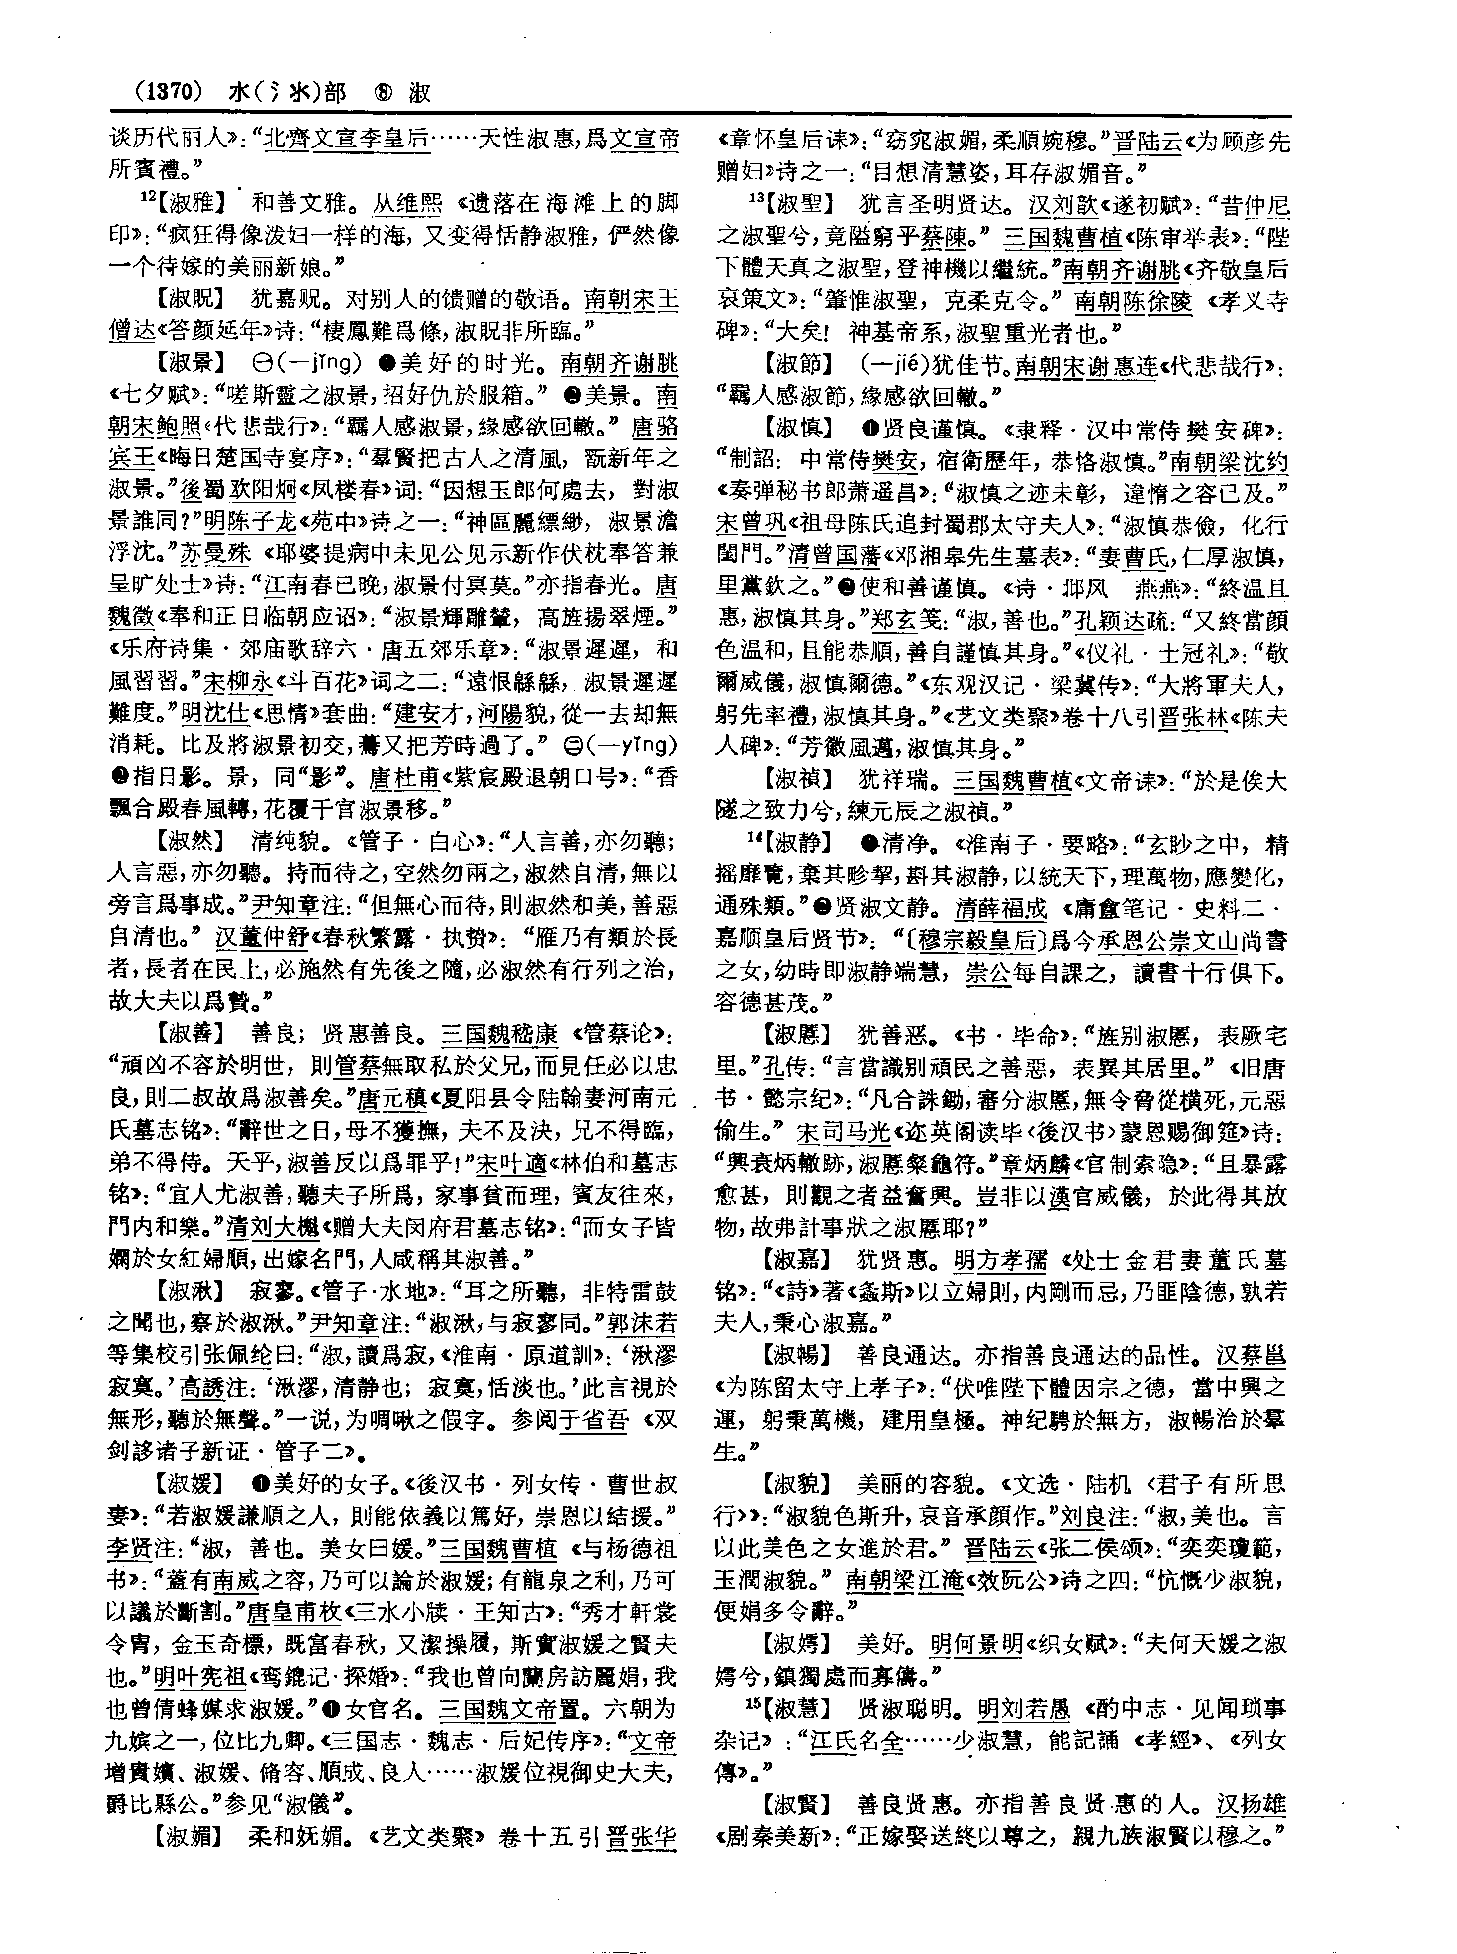 (1370)　水(氵氺)部　⑧　淑
谈历代丽人》：“北齊文宣李皇后……天性淑惠，爲文宣帝
所賓禮。”
12【淑雅】　和善文雅。从维熙《遗落在海滩上的脚
印》：“疯狂得像泼妇一样的海，又变得恬静淑雅，俨然像
一个待嫁的美丽新娘。”
【淑贶】　犹嘉贶。对别人的馈赠的敬语。南朝宋王
僧达《答颜延年》诗：“棲鳳難爲條，淑貺非所臨。”
【淑景】　㊀(—jǐng)　❶美好的时光。南朝齐谢朓
《七夕赋》：“嗟斯靈之淑景，招好仇於服箱。”　❷美景。南
朝宋鲍照《代悲哉行》：“羈人感淑景，緣感欲回轍。”唐骆
宾王《晦日楚国寺宴序》：“羣賢把古人之清風，翫新年之
淑景。”後蜀欧阳炯《凤楼春》词：“因想玉郎何處去，對淑
景誰同？”明陈子龙《苑中》诗之一：“神區麗縹緲，淑景澹
浮沈。”苏曼殊《耶婆提病中末见公见示新作伏枕奉答兼
呈旷处士》诗：“江南春已晚，淑景付冥莫。”亦指春光。唐
魏徵《奉和正日临朝应诏》：“淑景輝雕輦，高旌揚翠煙。”
《乐府诗集·郊庙歌辞六·唐五郊乐章》：“淑景遲遲，和
風習習。”宋柳永《斗百花》词之二：“遠恨緜緜，淑景遲遲
難度。”明沈仕《思情》套曲：“建安才，河陽貌，從一去却無
消耗。比及將淑景初交，驀又把芳時過了。”　㊁(—yǐng)
❷指日影。景，同“影”。唐杜甫《紫宸殿退朝口号》：“香
飄合殿春風轉，花覆千官淑景移。”
【淑然】　清纯貌。《管子·白心》：“人言善，亦勿聽；
人言惡，亦勿聽。持而待之，空然勿兩之，淑然自清，無以
旁言爲事成。”尹知章注：“但無心而待，則淑然和美，善惡
自清也。”汉董仲舒《春秋繁露·执贽》：“雁乃有類於長
者，長者在民上，必施然有先後之隨，必淑然有行列之治，
故大夫以爲贄。”
【淑善】　善良；贤惠善良。三国魏嵇康《管蔡论》：
“頑凶不容於明世，則管蔡無取私於父兄，而見任必以忠
良，則二叔故爲淑善矣。”唐元稹《夏阳县令陆翰妻河南元
氏墓志铭》：“辭世之日，母不獲撫，夫不及決，兄不得臨，
弟不得侍。天乎，淑善反以爲罪乎！”宋叶適《林伯和墓志
铭》：“宜人尤淑善，聽夫子所爲，家事貧而理，賓友往來，
門内和樂。”清刘大櫆《赠大夫闵府君墓志铭》：“而女子皆
嫻於女紅婦順，出嫁名門，人咸稱其淑善。”
【淑湫】　寂寥。《管子·水地》：“耳之所聽，非特雷鼓
之聞也，察於淑湫。”尹知章注：“淑湫，与寂寥同。”郭沫若
等集校引张佩纶曰：“淑，讀爲寂，《淮南·原道訓》：‘湫漻
寂寞。’高誘注：‘湫漻，清静也；寂寞，恬淡也。’此言視於
無形，聽於無聲。”一说，为啁啾之假字。参阅于省吾《双
剑誃诸子新证·管子二》。
【淑媛】　❶美好的女子。《後汉书·列女传·曹世叔
妻》：“若淑媛謙順之人，則能依義以篤好，崇恩以結援。”
李贤注：“淑，善也。美女曰媛。”三国魏曹植《与杨德祖
书》：“蓋有南威之容，乃可以論於淑媛；有龍泉之利，乃可
以議於斷割。”唐皇甫枚《三水小牍·王知古》：“秀才軒裳
令胄，金玉奇標，既富春秋，又潔操履，斯實淑媛之賢夫
也。”明叶宪祖《鸾鎞记·探婚》：“我也曾向蘭房訪麗娟，我
也曾倩蜂媒求淑媛。”❶女官名。三国魏文帝置。六朝为
九嫔之一，位比九卿。《三国志·魏志·后妃传序》：“文帝
增貴嬪、淑媛、脩容、順成、良人……淑媛位視御史大夫，
爵比縣公。”参见“淑儀”。
【淑媚】　柔和妩媚。《艺文类聚》卷十五引晋张华
《章怀皇后诔》：“窈窕淑媚，柔順婉穆。”晋陆云《为顾彦先
赠妇》诗之一：“目想清慧姿，耳存淑媚音。”
13【淑聖】　犹言圣明贤达。汉刘歆《遂初赋》：“昔仲尼
之淑聖兮，竟隘窮乎蔡陳。”三国魏曹植《陈审举表》：“陛
下體天真之淑聖，登神機以繼統。”南朝齐谢朓《齐敬皇后
哀策文》：“肇惟淑聖，克柔克令。”南朝陈徐陵《孝义寺
碑》：“大矣！神基帝系，淑聖重光者也。”
【淑節】　(—jié)犹佳节。南朝宋谢惠连《代悲哉行》：
“羈人感淑節，緣感欲回轍。”
【淑慎】　❶贤良谨慎。《隶释·汉中常侍樊安碑》：
“制詔：中常侍樊安，宿衛歷年，恭恪淑慎。”南朝梁沈约
《奏弹秘书郎萧遥昌》：“淑慎之迹未彰，違惰之容已及。”
宋曾巩《祖母陈氏追封蜀郡太守夫人》：“淑慎恭儉，化行
閨門。”清曾国藩《邓湘皋先生墓表》：“妻曹氏，仁厚淑慎，
里黨欽之。”❷使和善谨慎。《诗·邶风　燕燕》：“終温且
惠，淑慎其身。”郑玄笺：“淑，善也。”孔颖达疏：“又終當顔
色温和，且能恭順，善自謹慎其身。”《仪礼·士冠礼》：“敬
爾威儀，淑慎爾德。”《东观汉记·梁冀传》：“大將軍夫人，
躬先率禮，淑慎其身。”《艺文类聚》卷十八引晋张林《陈夫
人碑》：“芳徽風邁，淑慎其身。”
【淑禎】　犹祥瑞。三国魏曹植《文帝诔》：“於是俟大
隧之致力兮，練元辰之淑禎。”
14【淑静】　❶清净。《淮南子·要略》：“玄眇之中，精
摇靡覽，棄其畛挈，斟其淑静，以統天下，理萬物，應變化，
通殊類。”❷贤淑文静。清薛福成《庸盦笔记·史料二·
嘉顺皇后贤节》：“〔穆宗毅皇后〕爲今承恩公崇文山尚書
之女，幼時即淑静端慧，崇公每自課之，讀書十行俱下。
容德甚茂。”
【淑慝】　犹善恶。《书·毕命》：“旌别淑慝，表厥宅
里。”孔传：“言當識别頑民之善惡，表異其居里。”《旧唐
书·懿宗纪》：“凡合誅鋤，審分淑慝，無令脅從横死，元惡
偷生。”宋司马光《迩英阁读毕〈後汉书〉蒙恩赐御筵》诗：
“興衰炳轍跡，淑慝粲龜符。”章炳麟《官制索隐》：“且暴露
愈甚，則觀之者益奮興。豈非以漢官威儀，於此得其放
物，故弗計事狀之淑慝耶？”
【淑嘉】　犹贤惠。明方孝孺《处士金君妻董氏墓
铭》：“《詩》著《螽斯》以立婦則，内剛而忌，乃匪陰德，孰若
夫人，秉心淑嘉。”
【淑暢】　善良通达。亦指善良通达的品性。汉蔡邕
《为陈留太守上孝子》：“伏唯陛下體因宗之德，當中興之
運，躬秉萬機，建用皇極。神纪騁於無方，淑暢洽於羣
生。”
【淑貌】　美丽的容貌。《文选·陆机〈君子有所思
行〉》：“淑貌色斯升，哀音承顔作。”刘良注：“淑，美也。言
以此美色之女進於君。”晋陆云《张二侯颂》：“奕奕瓊範，
玉潤淑貌。”南朝梁江淹《效阮公》诗之四：“忼慨少淑貌，
便娟多令辭。”
【淑嫮】　美好。明何景明《织女赋》：“夫何天媛之淑
嫮兮，鎮獨處而寡儔。”
15【淑慧】　贤淑聪明。明刘若愚《酌中志·见闻琐事
杂记》：“江氏名全……少淑慧，能記誦《孝經》、《列女
傳》。”
【淑賢】　善良贤惠。亦指善良贤惠的人。汉扬雄
《剧秦美新》：“正嫁娶送終以尊之，親九族淑賢以穆之。”